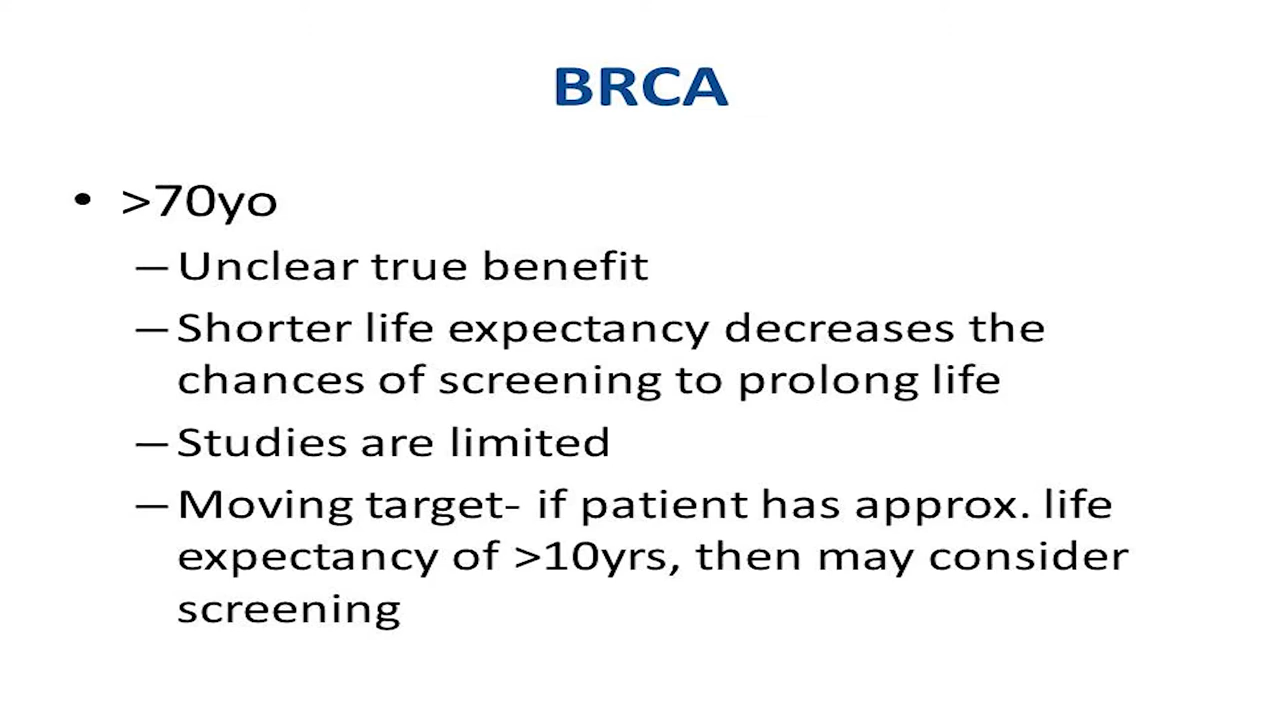 BRCA
• >70yo
– Unclear true benefit
– Shorter life expectancy decreases the
chances of screening to prolong life
– Studies are limited
– Moving target- if patient has approx. life
expectancy of >10yrs, then may consider
screening